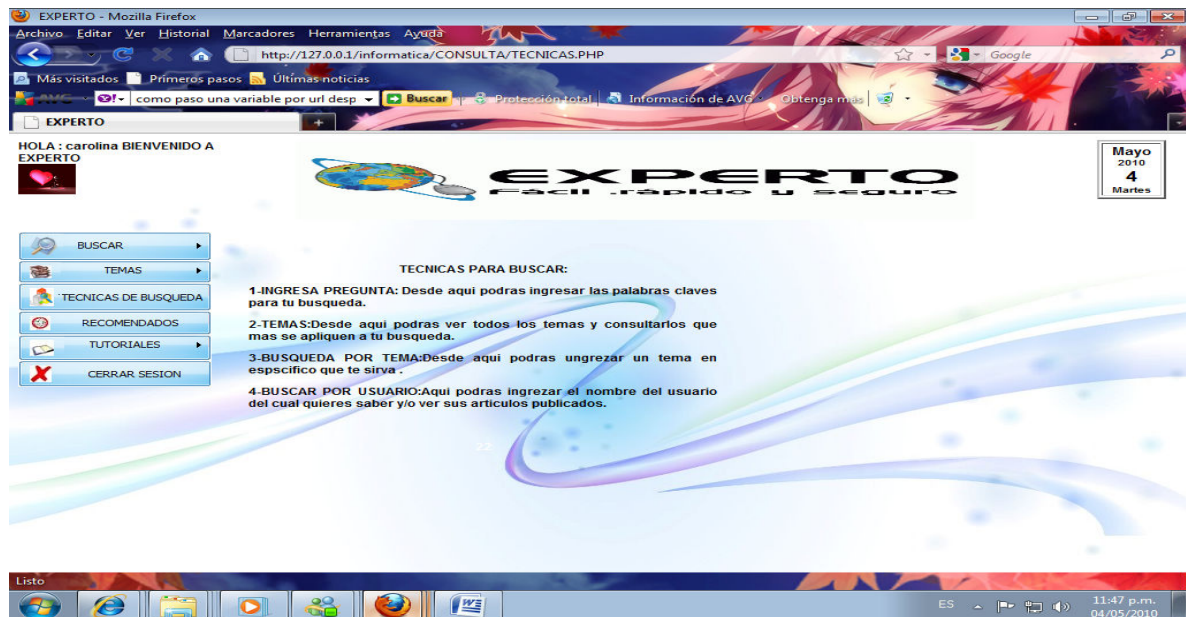 EXPERTO - Mozilla Firefox
Archivo Editar Ver Historial Marcadores Herramientas Ayuda
http://127.0.0.1/informatica/CONSULTA/TECNICAS.PHP
Google
Más visitados Primeros pasos Últimas noticias
AVG como paso una variable por url desp Buscar Protección total Información de AVG Obtenga más
EXPERTO
HOLA : carolina BIENVENIDO A
EXPERTO
EXPERTO
Fácil .rápido y seguro
Mayo
2010
4
Martes
BUSCAR
TEMAS
TECNICAS DE BUSQUEDA
RECOMENDADOS
TUTORIALES
CERRAR SESION
TECNICAS PARA BUSCAR:
1-INGRESA PREGUNTA: Desde aqui podras ingresar las palabras claves
para tu busqueda.
2-TEMAS:Desde aqui podras ver todos los temas y consultarlos que
mas se apliquen a tu busqueda.
3-BUSQUEDA POR TEMA:Desde aqui podras ungrezar un tema en
espscifico que te sirva .
4-BUSCAR POR USUARIO:Aqui podras ingrezar el nombre del usuario
del cual quieres saber y/o ver sus articulos publicados.
22
Listo
ES
11:47 p.m.
04/05/2010